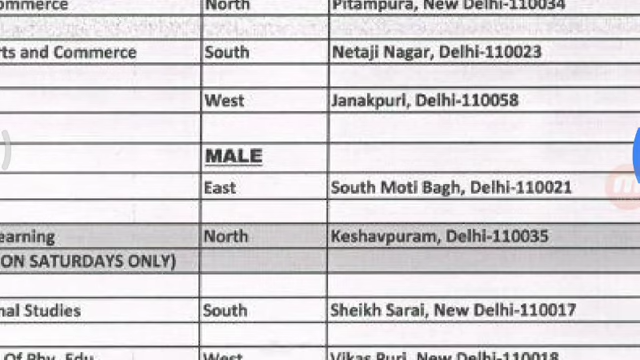 ommerce North Pitampura, New Delhi-110034
rts and Commerce South Netaji Nagar, Delhi-110023
West Janakpuri, Delhi-110058
MALE
East South Moti Bagh, Delhi-110021
earning North Keshavpuram, Delhi-110035
ON SATURDAYS ONLY)
nal Studies South Sheikh Sarai, New Delhi-110017
Of Phy. Edu West Vikas Puri, New Delhi-110018